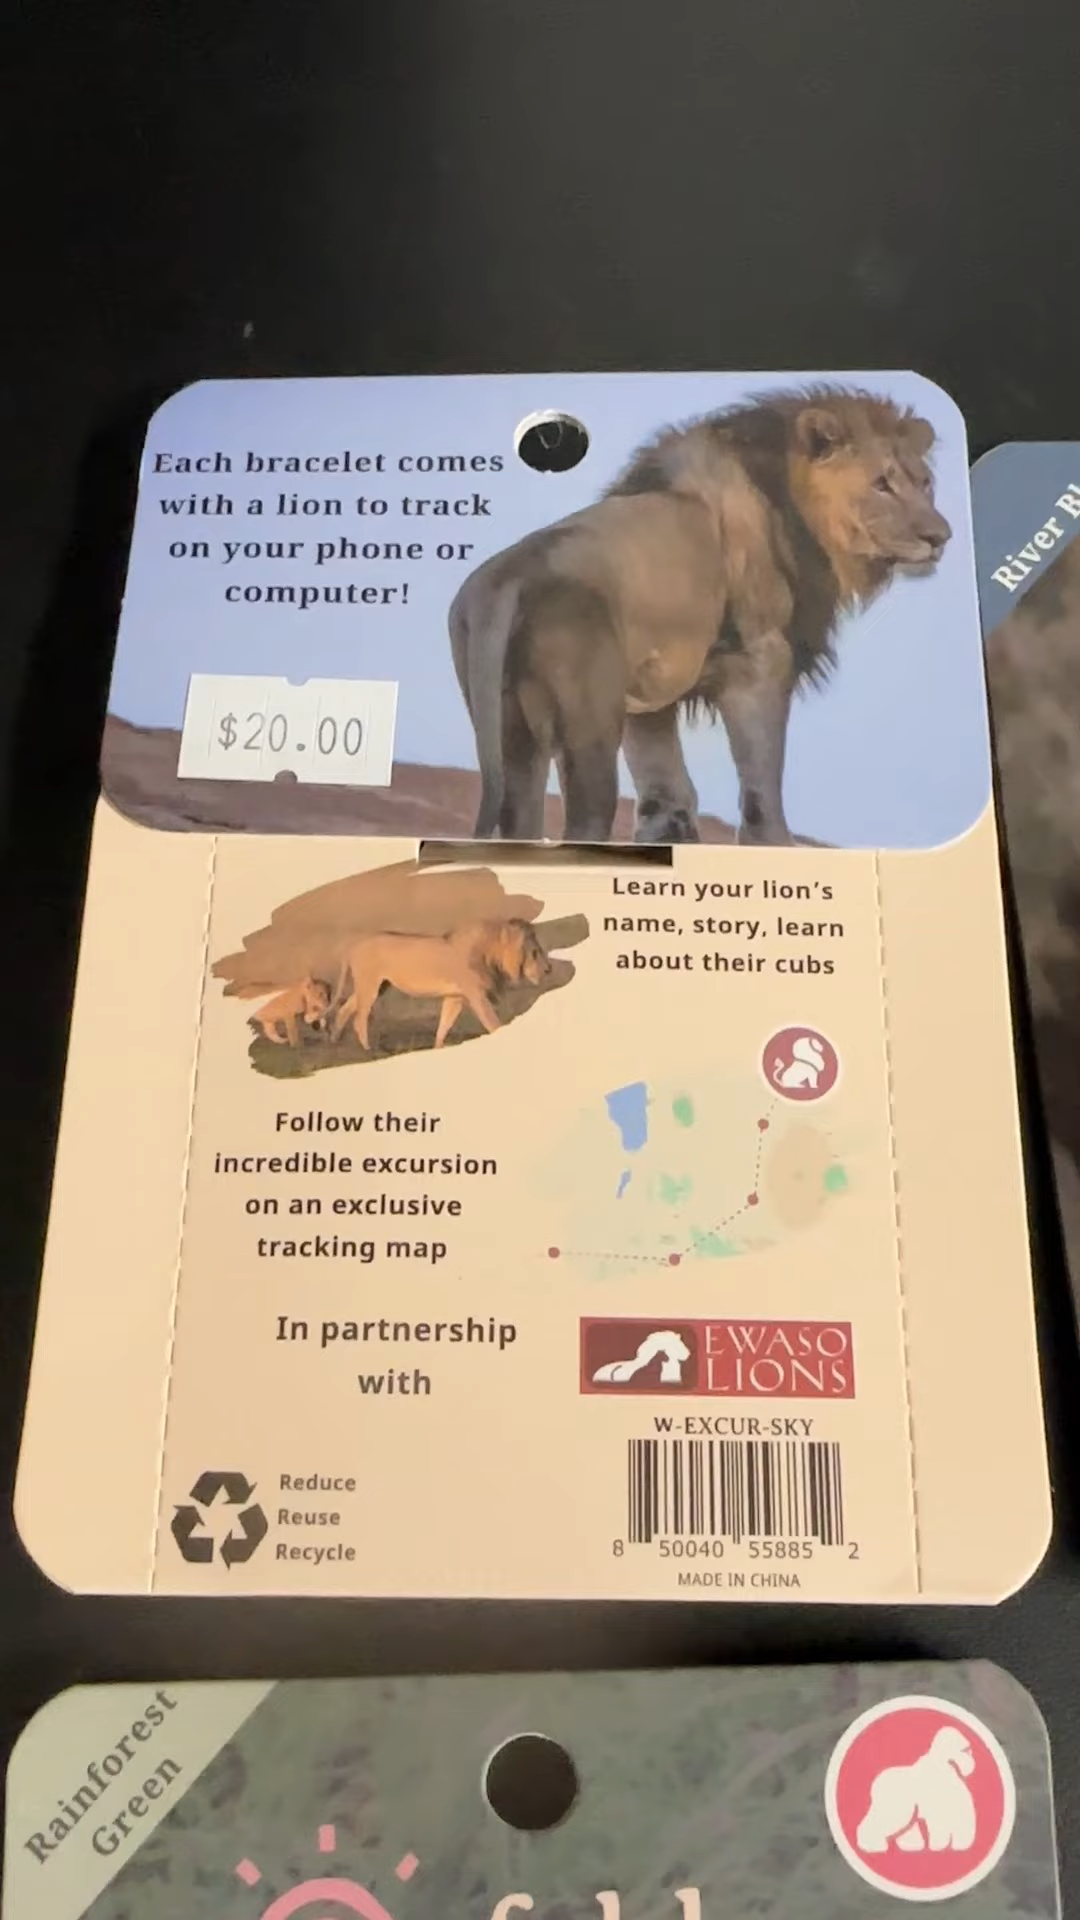 Each bracelet comes
with a lion to track
on your phone or
computer!
$20.00
River
Learn your lion's
name, story, learn
about their cubs
Follow their
incredible excursion
on an exclusive
tracking map
In partnership
with
EWASO
LIONS
W-EXCUR-SKY
8 50040 55885 2
MADE IN CHINA
Reduce
Reuse
Recycle
Rainforest
Green